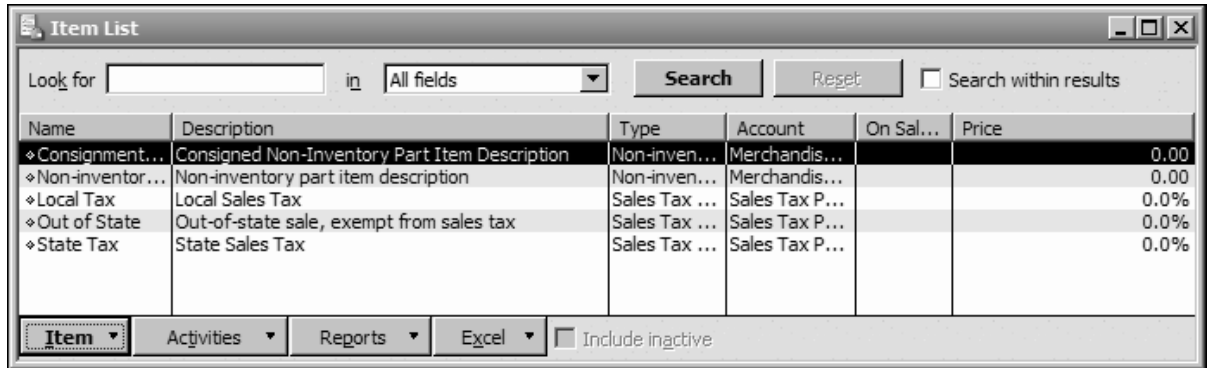 Item List
Look for in All fields Search Reset Search within results
Name Description Type Account On Sal... Price
Consignment... Consigned Non-Inventory Part Item Description Non-inven... Merchandis... 0.00
Non-inventor... Non-inventory part item description Non-inven... Merchandis... 0.00
Local Tax Local Sales Tax Sales Tax ... Sales Tax P... 0.0%
Out of State Out-of-state sale, exempt from sales tax Sales Tax ... Sales Tax P... 0.0%
State Tax State Sales Tax Sales Tax ... Sales Tax P... 0.0%
Item Activities Reports Excel Include inactive